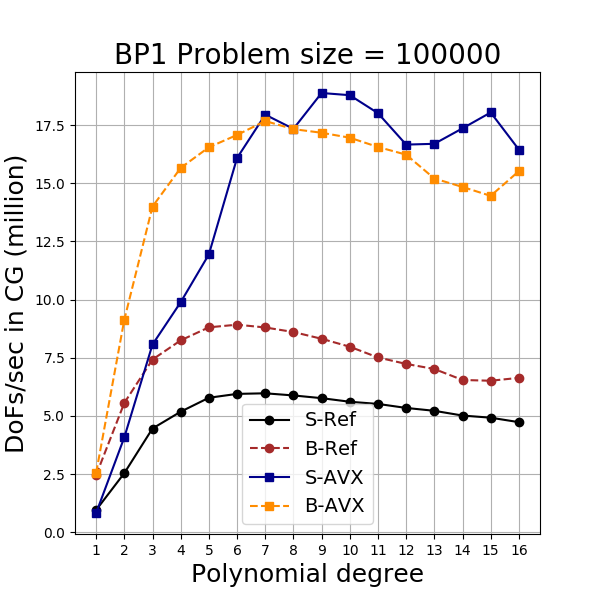 BP1 Problem size = 100000
DoFs/sec in CG (million)
17.5
15.0
12.5
10.0
7.5
5.0
2.5
0.0
S-Ref
B-Ref
S-AVX
B-AVX
1 2 3 4 5 6 7 8 9 10 11 12 13 14 15 16
Polynomial degree